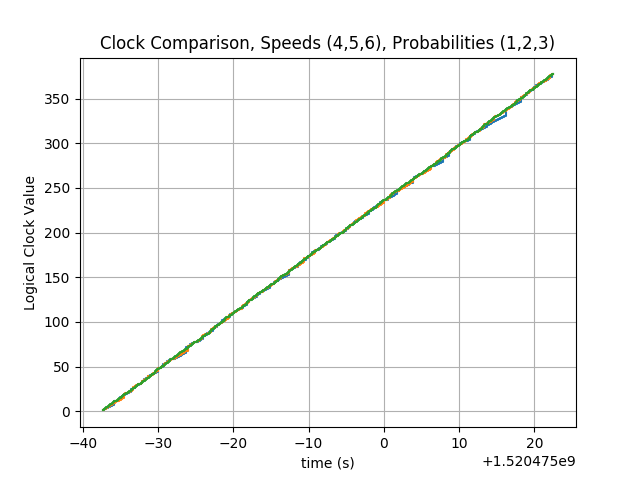 Clock Comparison, Speeds (4,5,6), Probabilities (1,2,3)
Logical Clock Value
350
300
250
200
150
100
50
0
−40 −30 −20 −10 0 10 20
time (s)
+1.520475e9